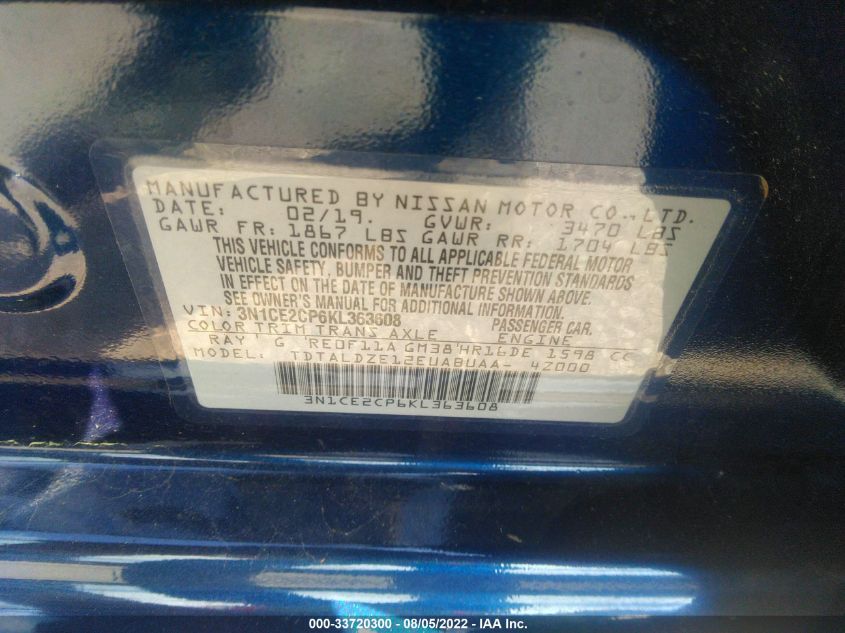 MANUFACTURED BY NISSAN MOTOR CO., LTD.
DATE: 02/19. GVWR: 3470 LBS
GAWR FR: 1867 LBS GAWR RR: 1704 LBS
THIS VEHICLE CONFORMS TO ALL APPLICABLE FEDERAL MOTOR
VEHICLE SAFETY, BUMPER AND THEFT PREVENTION STANDARDS
IN EFFECT ON THE DATE OF MANUFACTURE SHOWN ABOVE.
SEE OWNER'S MANUAL FOR ADDITIONAL INFORMATION.
VIN: 3N1CE2CP6KL363608 PASSENGER CAR.
COLOR TRIM TRANS AXLE ENGINE
RAY G RE0F11A GM38 HR16DE 1598 CC
MODEL: TDTALDZE12EUABUAA- 42000
3N1CE2CP6KL363608
000-33720300 - 08/05/2022 - IAA Inc.